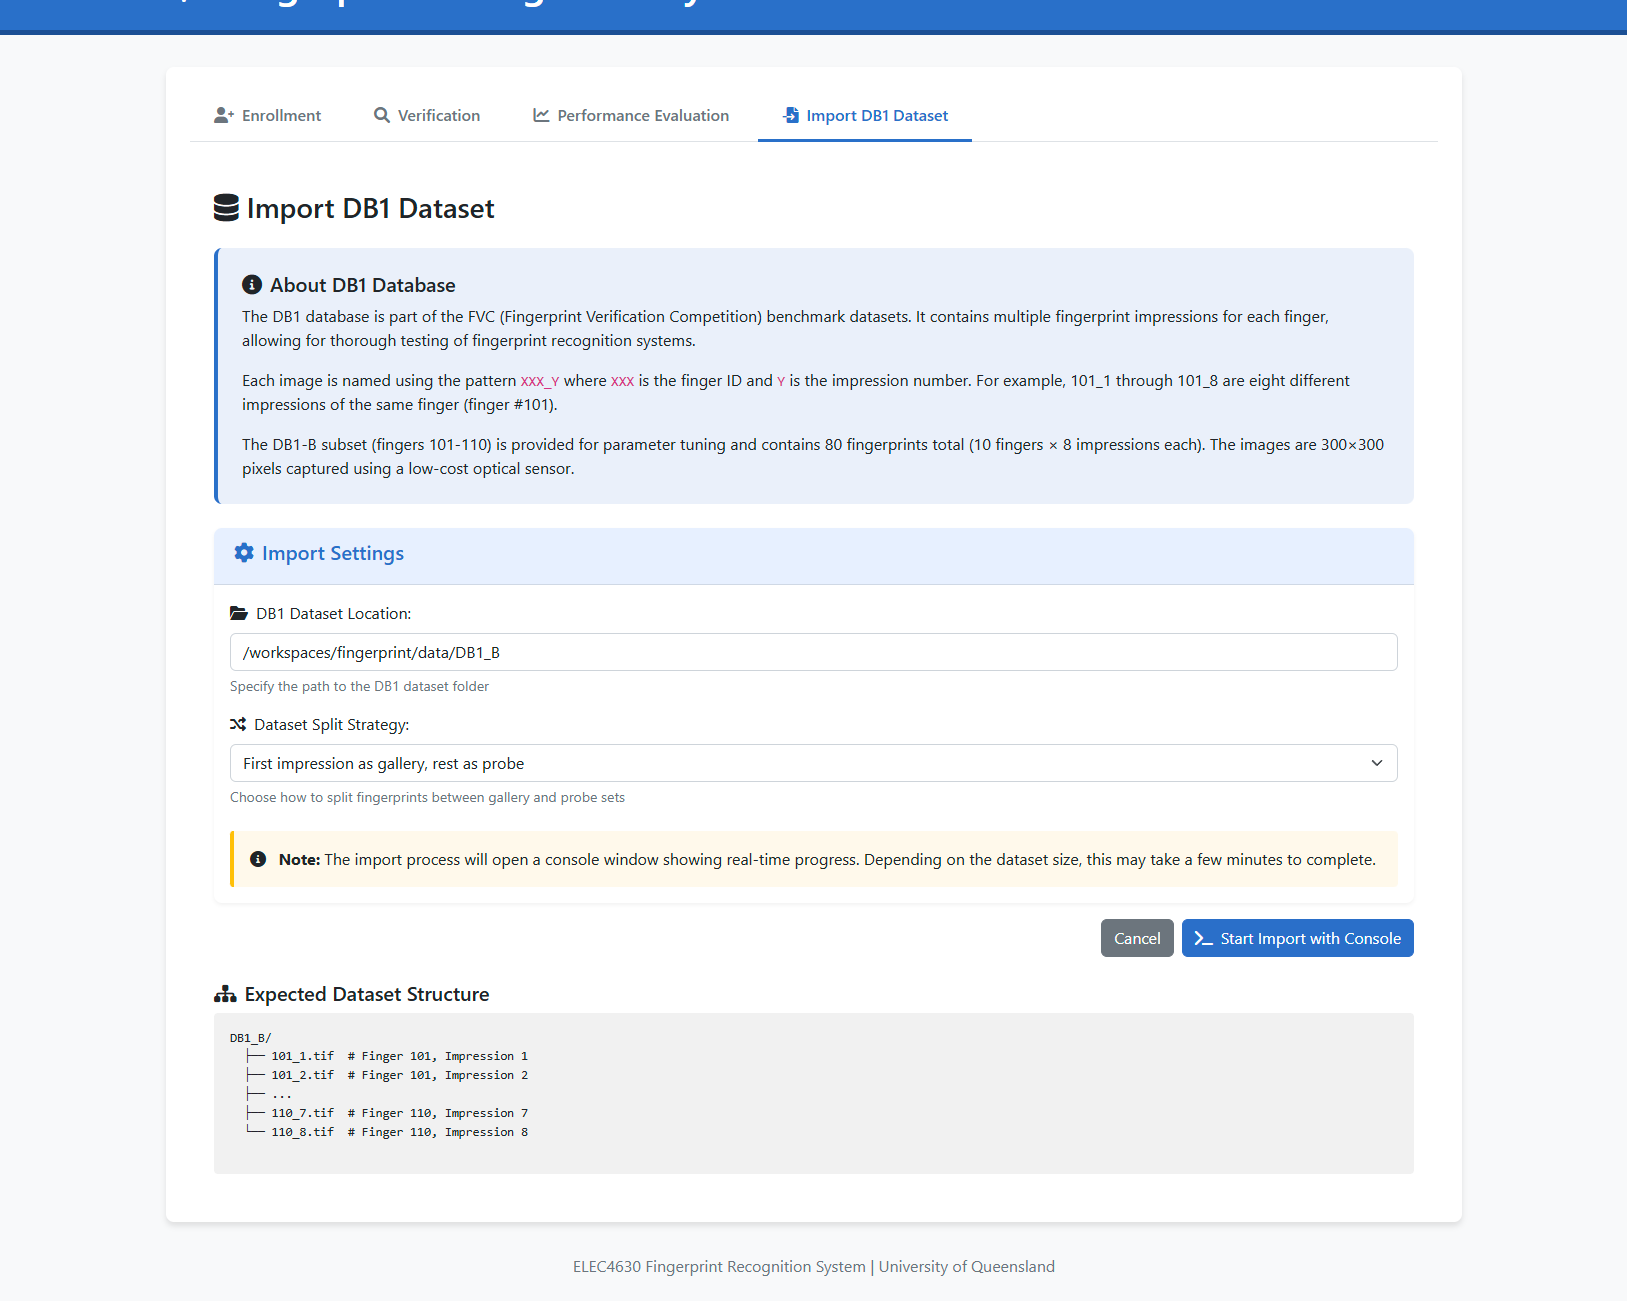 Enrollment
Verification
Performance Evaluation
Import DB1 Dataset
Import DB1 Dataset
About DB1 Database
The DB1 database is part of the FVC (Fingerprint Verification Competition) benchmark datasets. It contains multiple fingerprint impressions for each finger,
allowing for thorough testing of fingerprint recognition systems.
Each image is named using the pattern XXX_Y where XXX is the finger ID and Y is the impression number. For example, 101_1 through 101_8 are eight different
impressions of the same finger (finger #101).
The DB1-B subset (fingers 101-110) is provided for parameter tuning and contains 80 fingerprints total (10 fingers × 8 impressions each). The images are 300×300
pixels captured using a low-cost optical sensor.
Import Settings
DB1 Dataset Location:
/workspaces/fingerprint/data/DB1_B
Specify the path to the DB1 dataset folder
Dataset Split Strategy:
First impression as gallery, rest as probe
Choose how to split fingerprints between gallery and probe sets
Note: The import process will open a console window showing real-time progress. Depending on the dataset size, this may take a few minutes to complete.
Cancel
Start Import with Console
Expected Dataset Structure
DB1_B/
├── 101_1.tif  # Finger 101, Impression 1
├── 101_2.tif  # Finger 101, Impression 2
├── ...
├── 110_7.tif  # Finger 110, Impression 7
└── 110_8.tif  # Finger 110, Impression 8
ELEC4630 Fingerprint Recognition System | University of Queensland